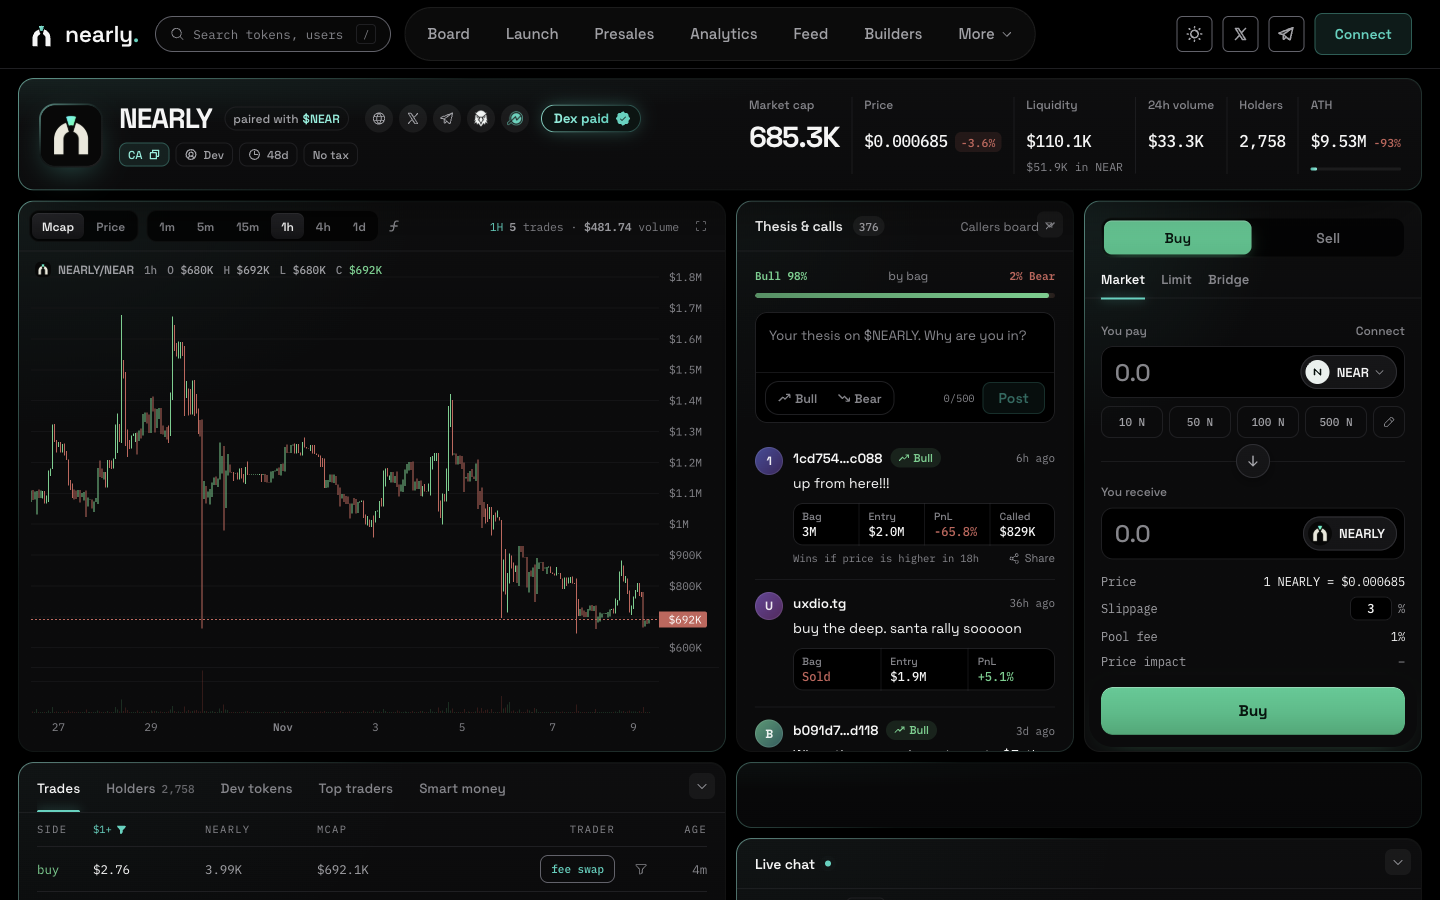 nearly.
Search tokens, users /
Board Launch Presales Analytics Feed Builders More
Connect
NEARLY paired with $NEAR Dex paid
CA Dev 48d No tax
Market cap Price Liquidity 24h volume Holders ATH
685.3K $0.000685 -3.6% $110.1K $33.3K 2,758 $9.53M -93%
$51.9K in NEAR
Mcap Price 1m 5m 15m 1h 4h 1d f 1H 5 trades · $481.74 volume
NEARLY/NEAR 1h O $680K H $692K L $680K C $692K
$1.8M
$1.7M
$1.6M
$1.5M
$1.4M
$1.3M
$1.2M
$1.1M
$1M
$900K
$800K
$692K
$600K
27 29 Nov 3 5 7 9
Thesis & calls 376 Callers board
Bull 98% by bag 2% Bear
Your thesis on $NEARLY. Why are you in?
Bull Bear 0/500 Post
1 1cd754…c088 Bull 6h ago
up from here!!!
Bag Entry PnL Called
3M $2.0M -65.8% $829K
Wins if price is higher in 18h Share
U uxdio.tg 36h ago
buy the deep. santa rally sooooon
Bag Entry PnL
Sold $1.9M +5.1%
B b091d7…d118 Bull 3d ago
Buy Sell
Market Limit Bridge
You pay Connect
0.0 N NEAR
10 N 50 N 100 N 500 N
You receive
0.0 NEARLY
Price 1 NEARLY = $0.000685
Slippage 3 %
Pool fee 1%
Price impact –
Buy
Trades Holders 2,758 Dev tokens Top traders Smart money
SIDE $1+ NEARLY MCAP TRADER AGE
buy $2.76 3.99K $692.1K fee swap 4m
Live chat